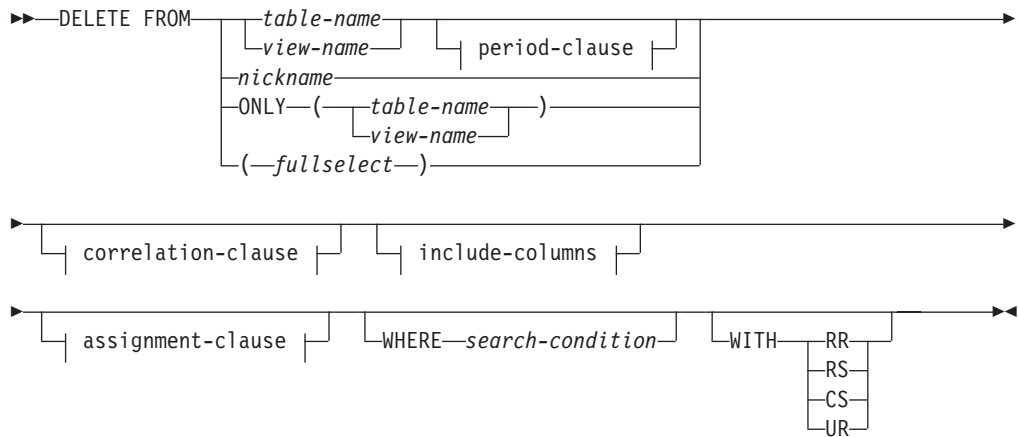 DELETE FROM table-name
view-name period-clause
nickname
ONLY ( table-name )
view-name
( fullselect )
correlation-clause include-columns
assignment-clause WHERE search-condition WITH RR
RS
CS
UR